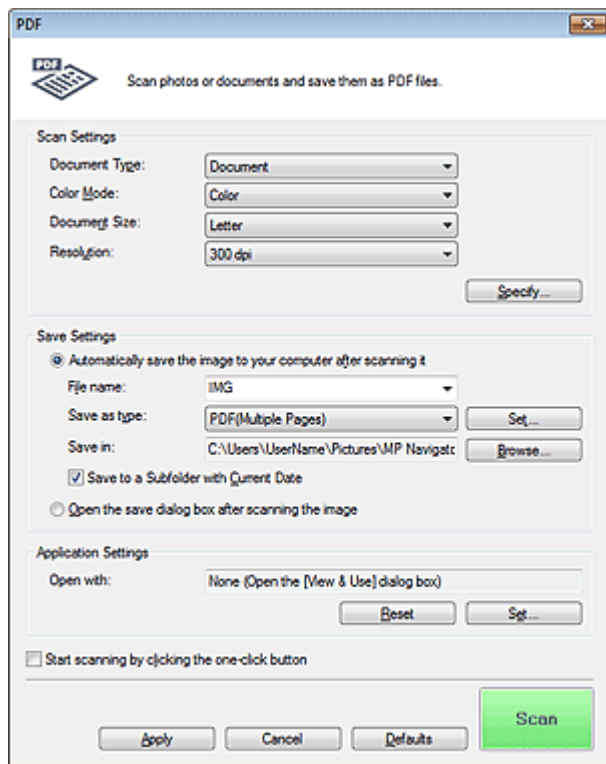 PDF
PDF
Scan photos or documents and save them as PDF files.
Scan Settings
Document Type: Document
Color Mode: Color
Document Size: Letter
Resolution: 300 dpi
Specify...
Save Settings
Automatically save the image to your computer after scanning it
File name: IMG
Save as type: PDF(Multiple Pages) Set...
Save in: C:\Users\UserName\Pictures\MP Navigatc Browse...
Save to a Subfolder with Current Date
Open the save dialog box after scanning the image
Application Settings
Open with: None (Open the [View & Use] dialog box)
Reset Set...
Start scanning by clicking the one-click button
Scan
Apply Cancel Defaults